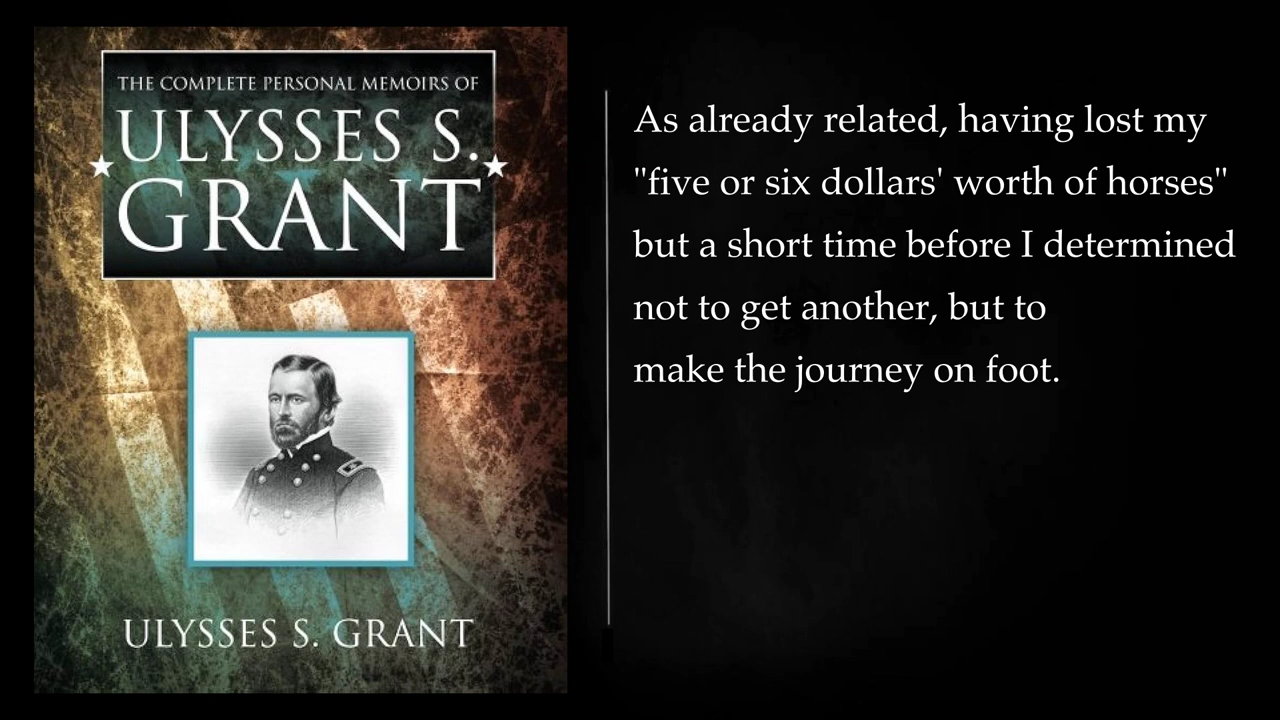 THE COMPLETE PERSONAL MEMOIRS OF
ULYSSES S.
GRANT
ULYSSES S. GRANT
As already related, having lost my
"five or six dollars' worth of horses"
but a short time before I determined
not to get another, but to
make the journey on foot.